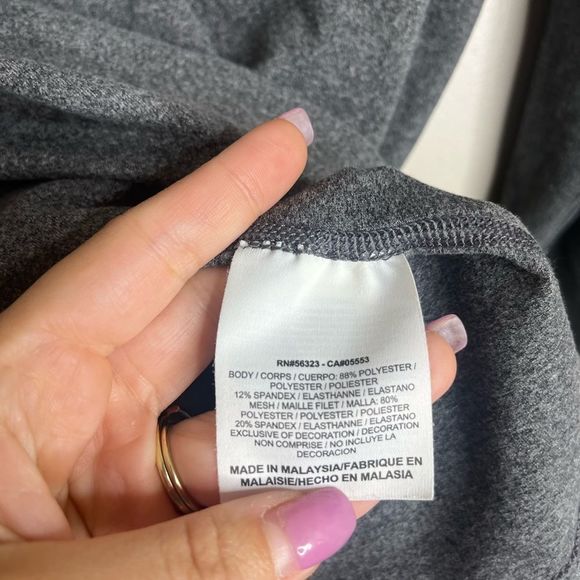 RN#56323 - CA#05553
BODY / CORPS / CUERPO: 88% POLYESTER /
POLYESTER / POLIESTER
12% SPANDEX / ELASTHANNE / ELASTANO
MESH / MAILLE FILET / MALLA: 80%
POLYESTER / POLYESTER / POLIESTER
20% SPANDEX / ELASTHANNE / ELASTANO
EXCLUSIVE OF DECORATION / DECORATION
NON COMPRISE / NO INCLUYE LA
DECORACION
MADE IN MALAYSIA/FABRIQUE EN
MALAISIE/HECHO EN MALASIA